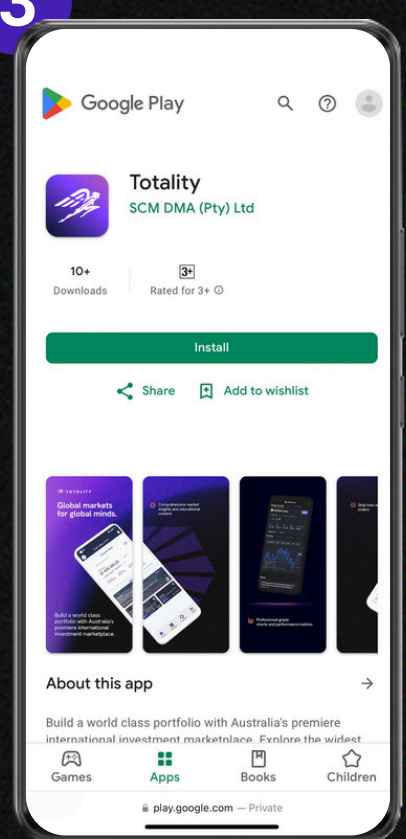 3
Google Play
Totality
SCM DMA (Pty) Ltd
10+
Downloads
3+
Rated for 3+
Install
Share
Add to wishlist
TOTALITY
Global markets
for global minds.
Build a world class
portfolio with Australia's
premiere international
investment marketplace.
Comprehensive market
insights and educational
content
Professional-grade
charts and performance metrics
orders
About this app
Build a world class portfolio with Australia's premiere
international investment marketplace. Explore the widest
Games
Apps
Books
Children
play.google.com — Private